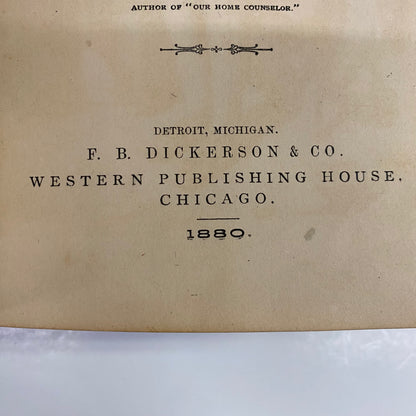 AUTHOR OF "OUR HOME COUNSELOR."
DETROIT, MICHIGAN.
F. B. DICKERSON & CO.
WESTERN PUBLISHING HOUSE,
CHICAGO.
1880.